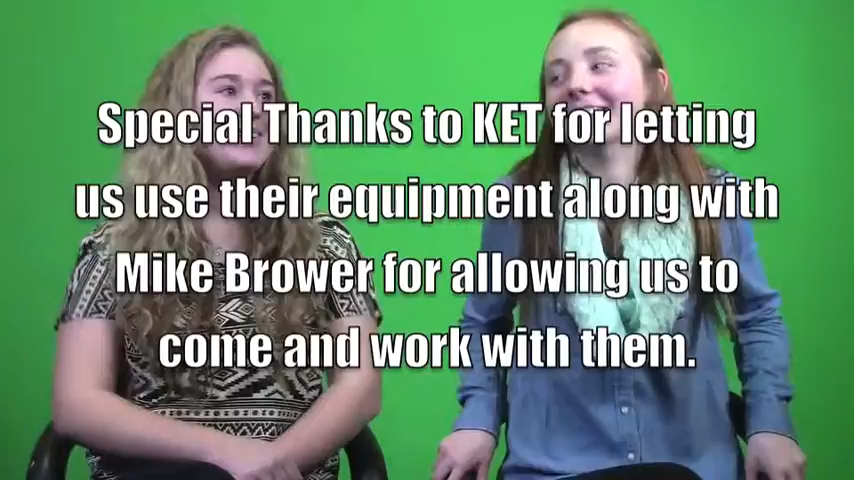 Special Thanks to KET for letting
us use their equipment along with
Mike Brower for allowing us to
come and work with them.